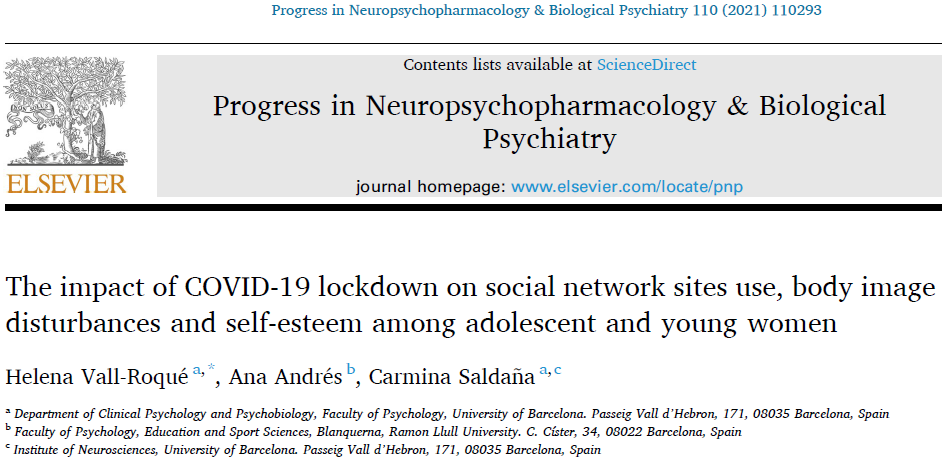 Progress in Neuropsychopharmacology & Biological Psychiatry 110 (2021) 110293
Contents lists available at ScienceDirect
Progress in Neuropsychopharmacology & Biological
Psychiatry
ELSEVIER
journal homepage: www.elsevier.com/locate/pnp
The impact of COVID-19 lockdown on social network sites use, body image
disturbances and self-esteem among adolescent and young women
Helena Vall-Roqué a,*, Ana Andrés b, Carmina Saldaña a,c
a Department of Clinical Psychology and Psychobiology, Faculty of Psychology, University of Barcelona. Passeig Vall d'Hebron, 171, 08035 Barcelona, Spain
b Faculty of Psychology, Education and Sport Sciences, Blanquerna, Ramon Llull University. C. Císter, 34, 08022 Barcelona, Spain
c Institute of Neurosciences, University of Barcelona. Passeig Vall d'Hebron, 171, 08035 Barcelona, Spain